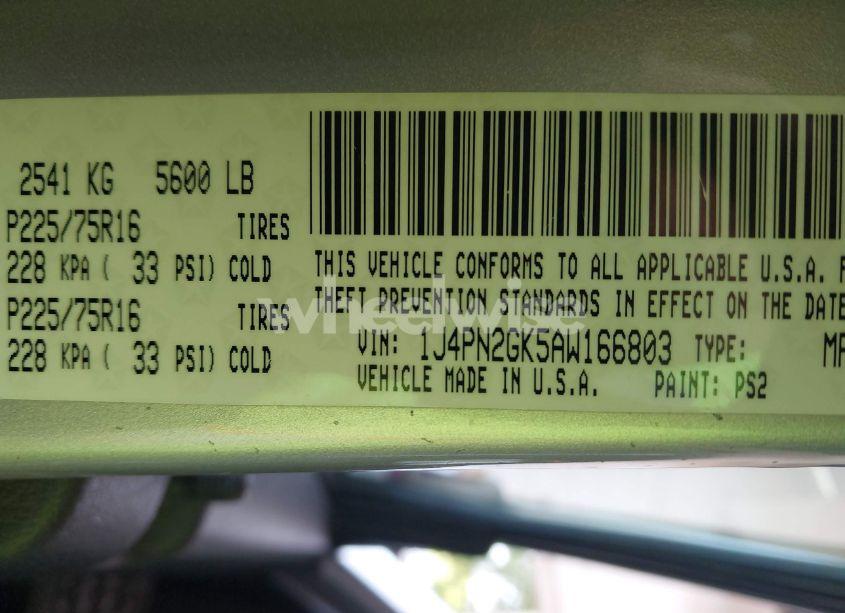 2541 KG 5600 LB
P225/75R16 TIRES
228 KPA ( 33 PSI) COLD
P225/75R16 TIRES
228 KPA ( 33 PSI) COLD
THIS VEHICLE CONFORMS TO ALL APPLICABLE U.S.A. F
THEFT PREVENTION STANDARDS IN EFFECT ON THE DATE
VIN: 1J4PN2GK5AW166803 TYPE: MP
VEHICLE MADE IN U.S.A. PAINT: PS2
wheelwise